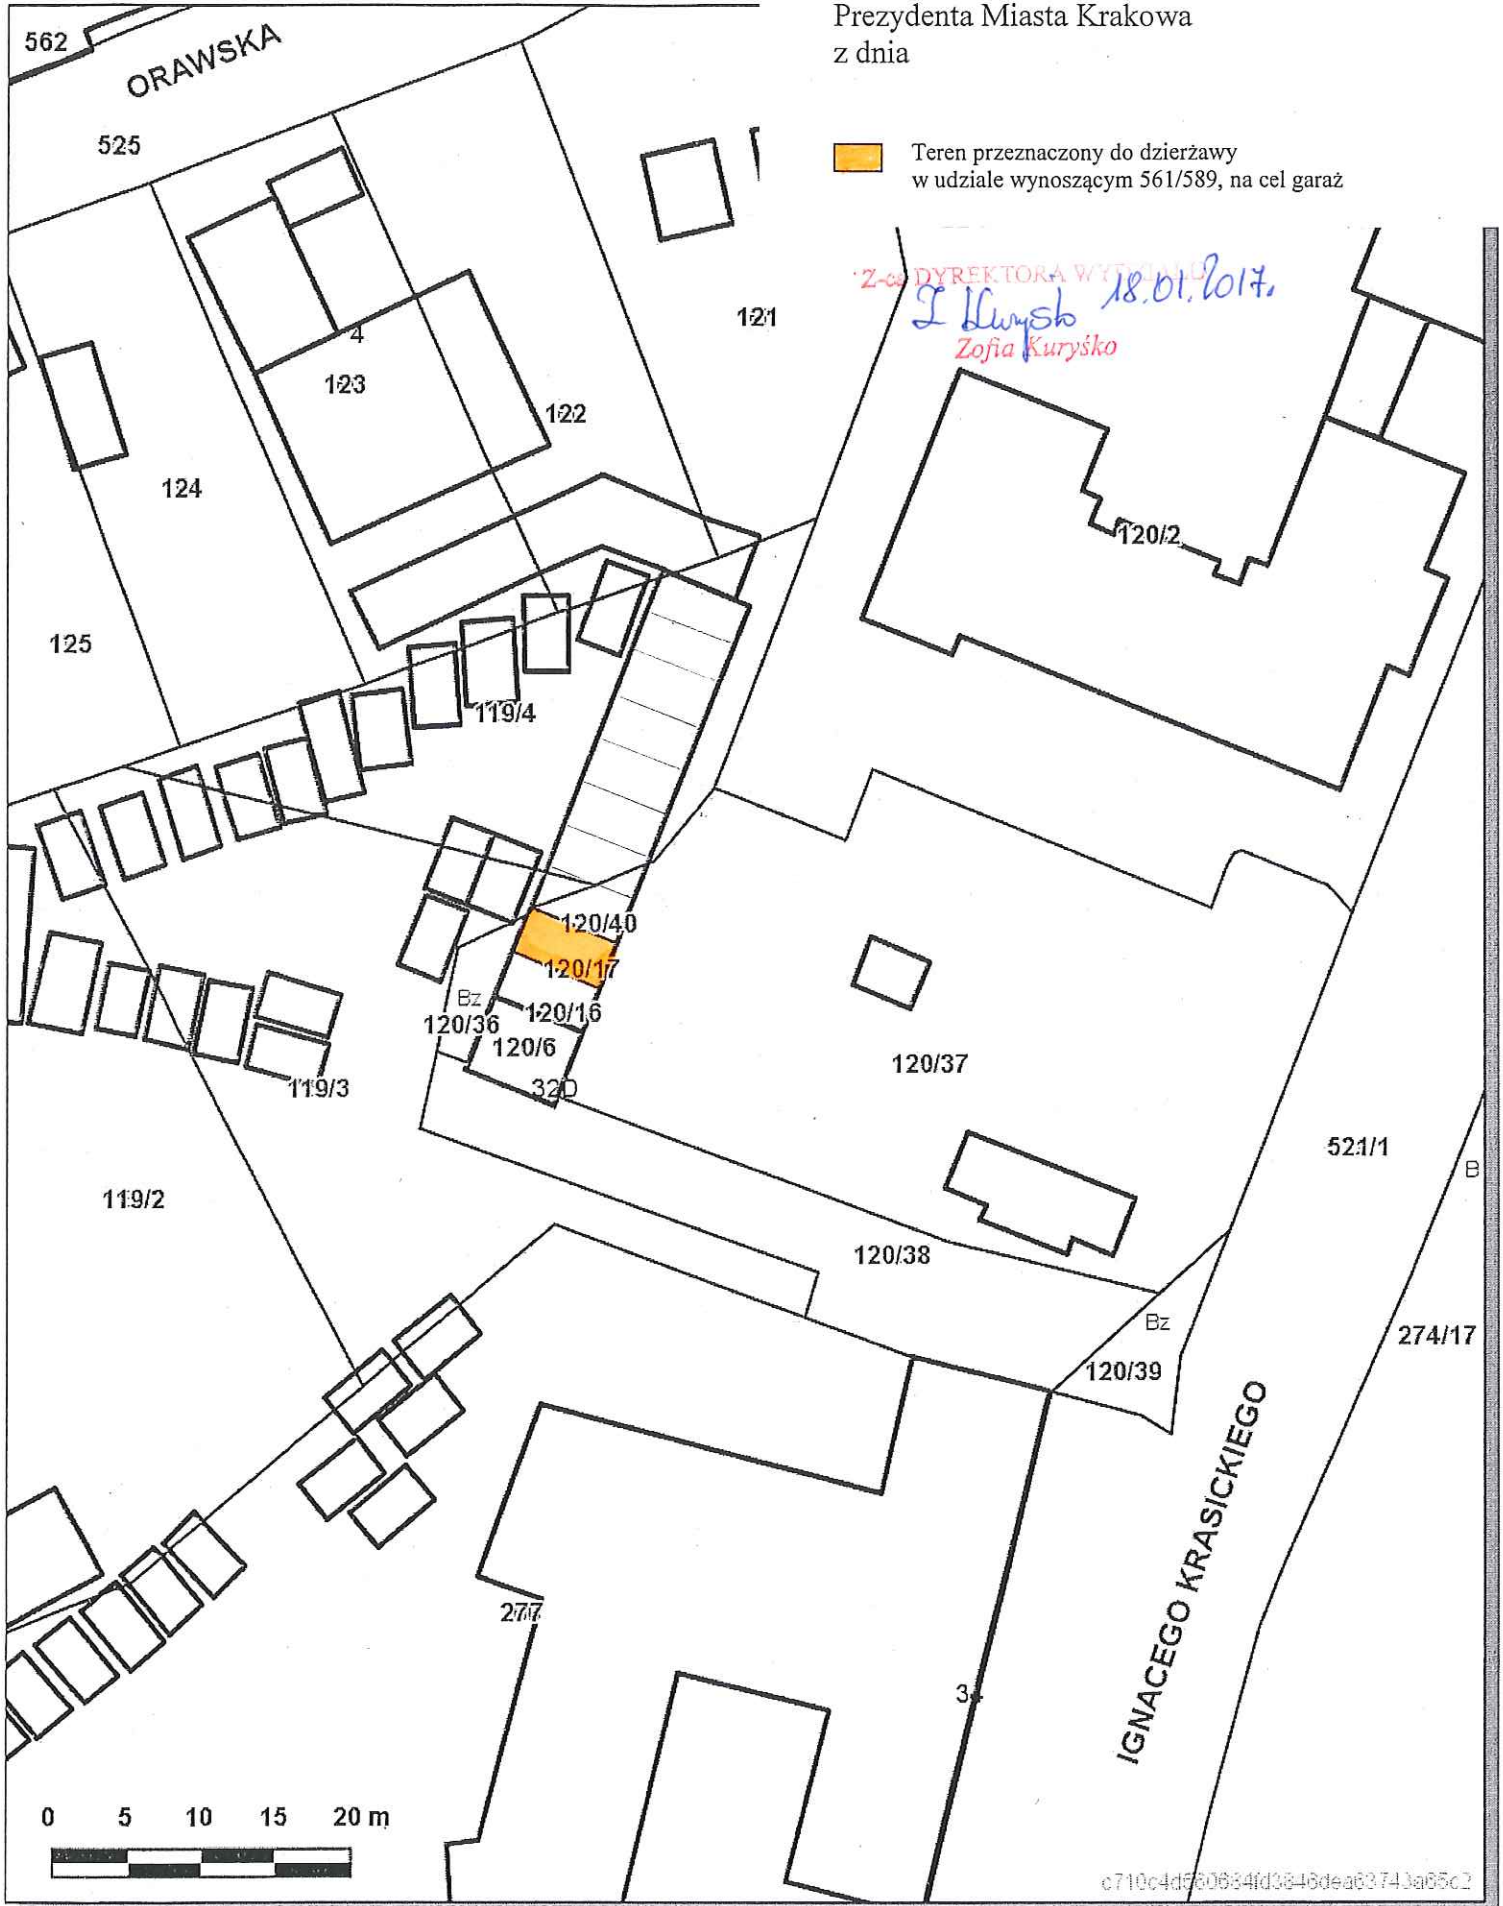 Prezydenta Miasta Krakowa
z dnia
Teren przeznaczony do dzierżawy
w udziale wynoszącym 561/589, na cel garaż
Z-ca DYREKTORA WYDZIAŁU
18.01.2017.
Zofia Kuryśko
562
ORAWSKA
525
4
123
121
122
124
125
120/2
119/4
120/40
120/17
Bz
120/16
120/36
120/6
32D
119/3
120/37
521/1
B
119/2
120/38
Bz
274/17
120/39
IGNACEGO KRASICKIEGO
277
34
0 5 10 15 20 m